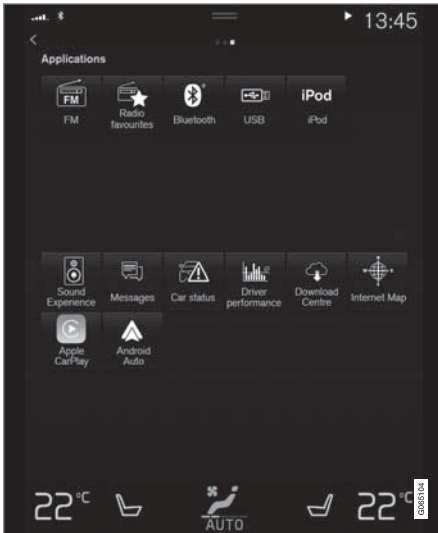 13:45
Applications
FM
FM
Radio
favourites
Bluetooth
USB
iPod
iPod
Sound
Experience
Messages
Car status
Driver
performance
Download
Centre
Internet Map
Apple
CarPlay
Android
Auto
22°C
AUTO
22°C
G065104